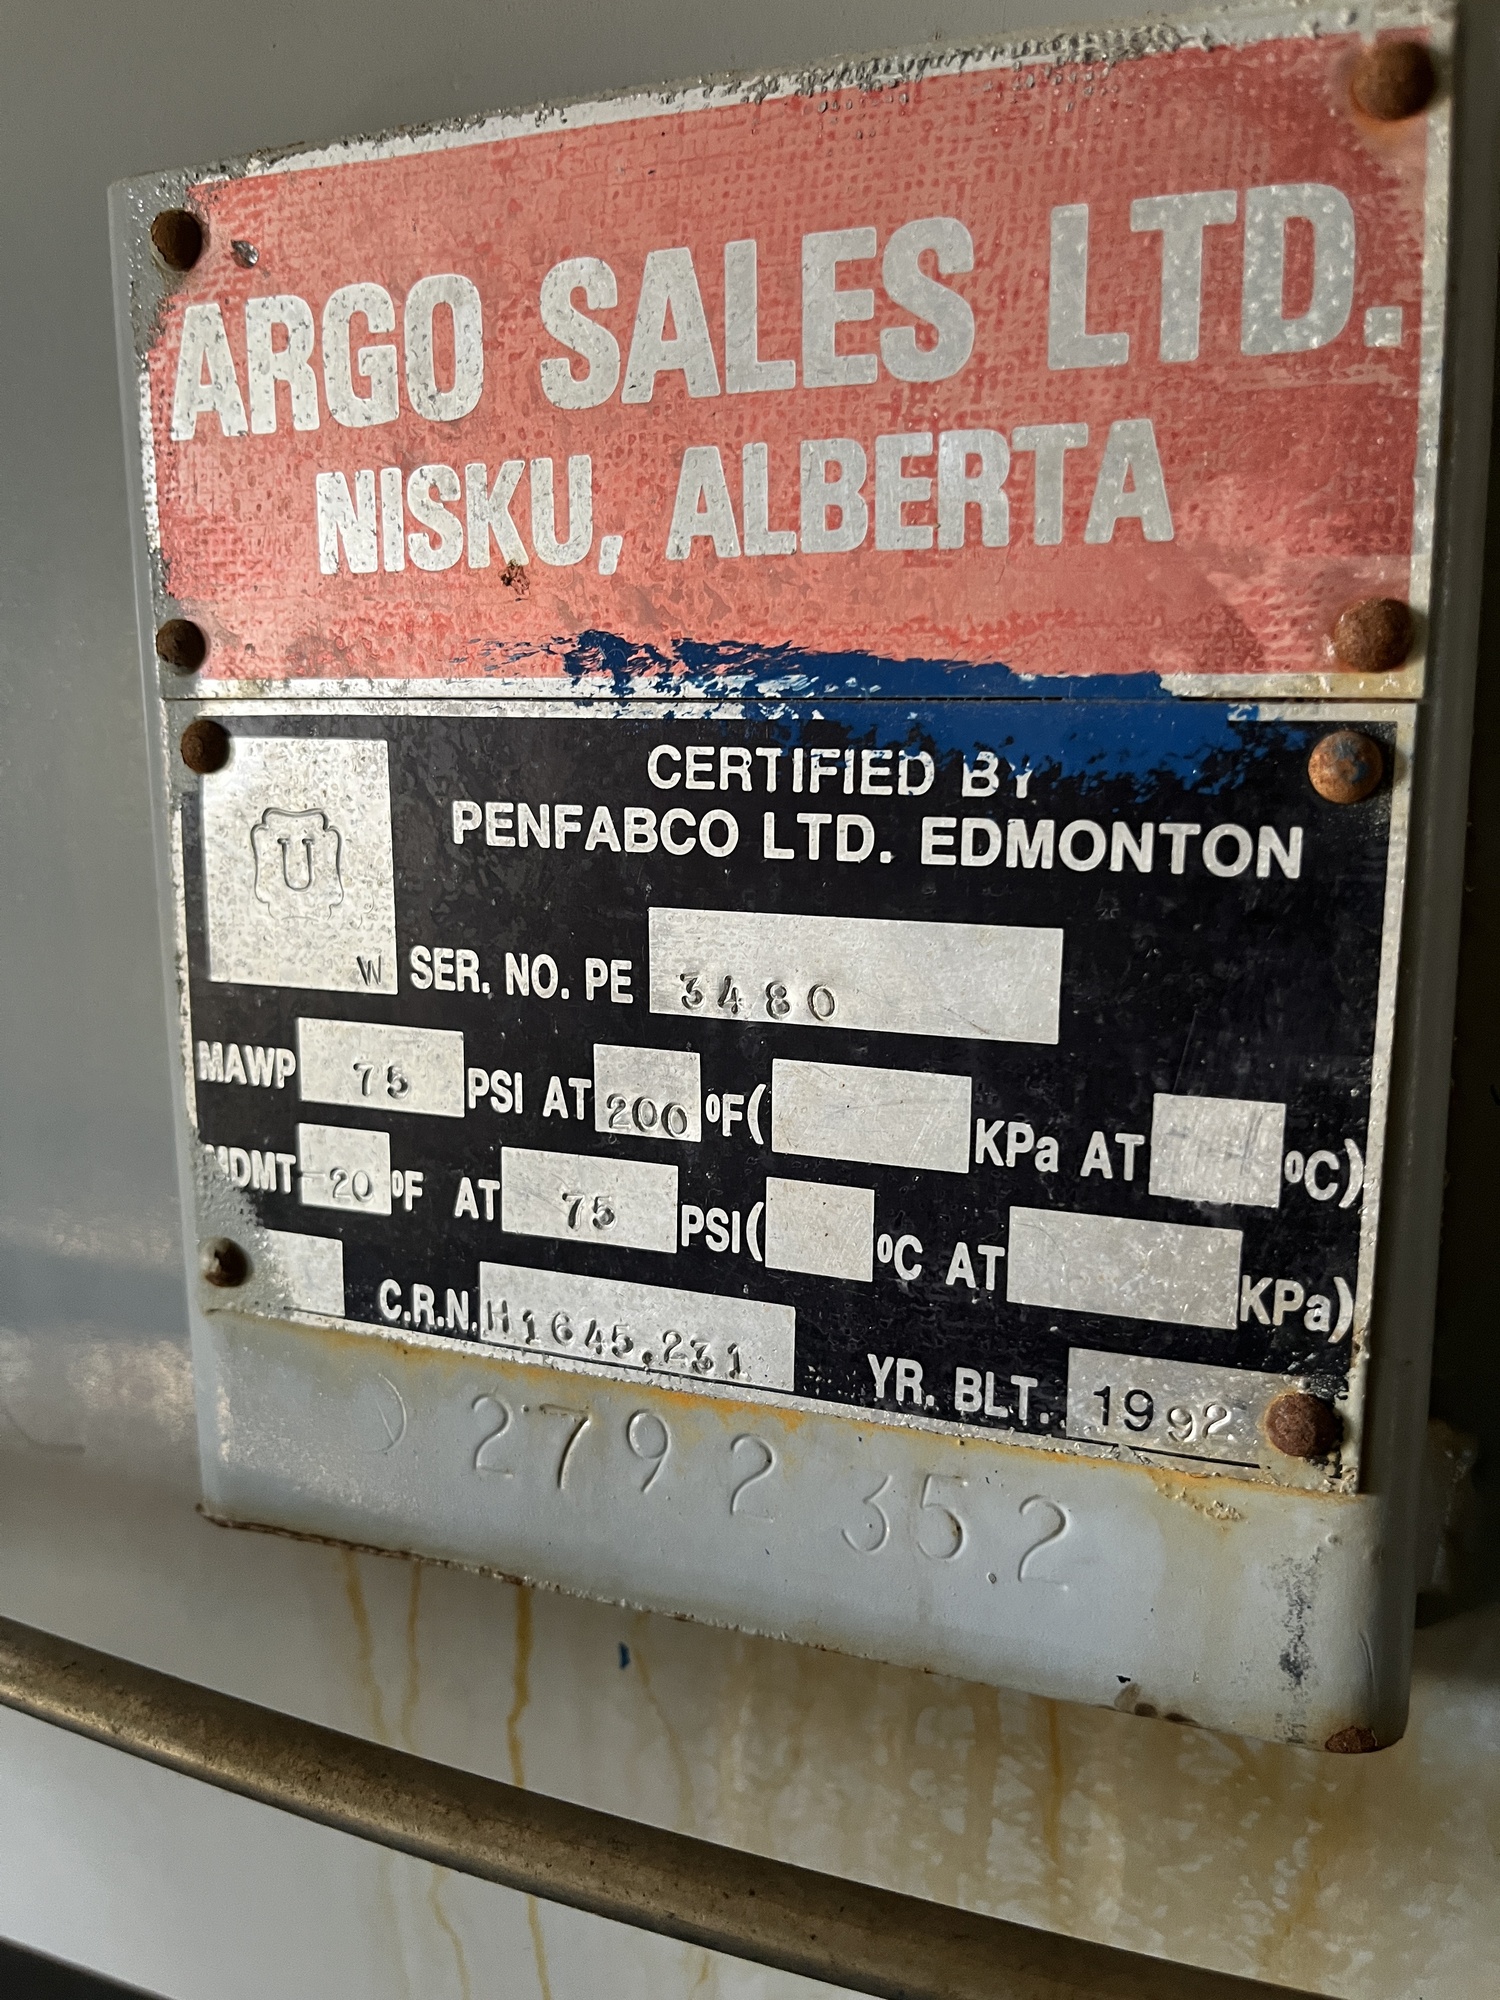 ARGO SALES LTD.
NISKU, ALBERTA
CERTIFIED BY
PENFABCO LTD. EDMONTON
U
W
SER. NO. PE 3480
MAWP 75 PSI AT 200 ºF( KPa AT ºC)
MDMT -20 ºF AT 75 PSI( ºC AT KPa)
C.R.N. H1645.231
YR. BLT. 1992
2792 35.2